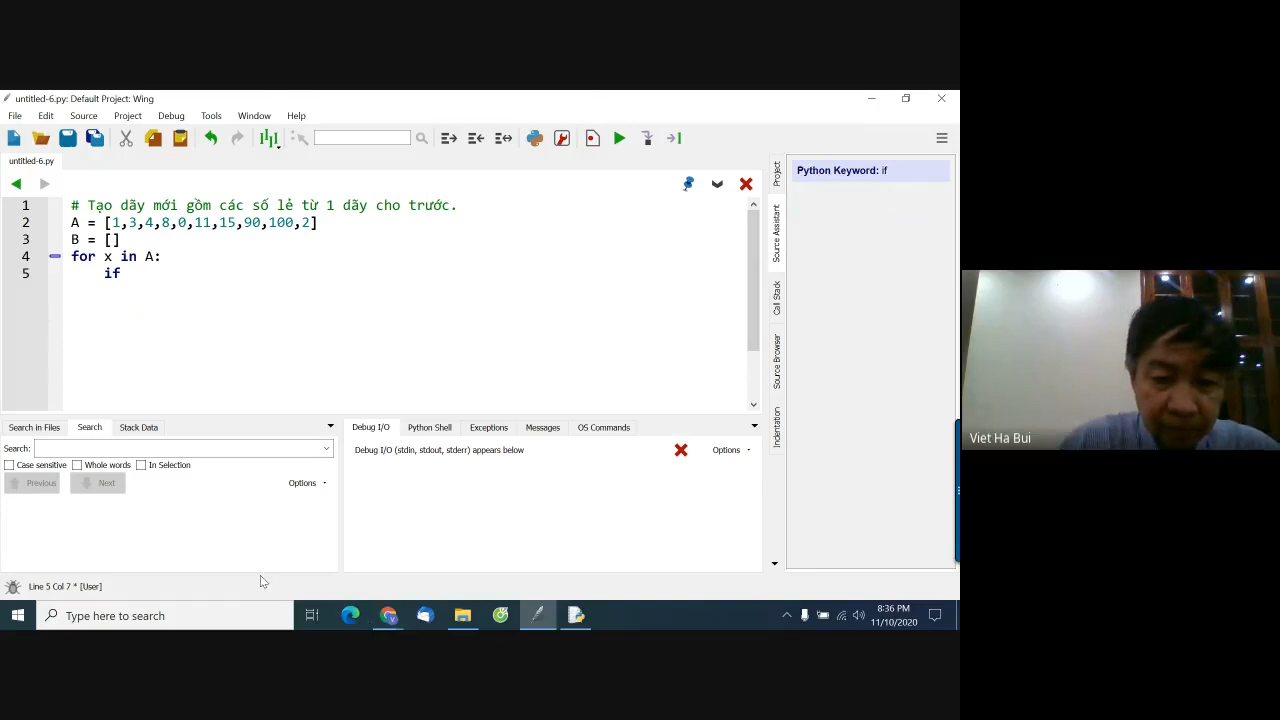 untitled-6.py: Default Project: Wing
File Edit Source Project Debug Tools Window Help
untitled-6.py
1 # Tạo dãy mới gồm các số lẻ từ 1 dãy cho trước.
2 A = [1,3,4,8,0,11,15,90,100,2]
3 B = []
4 for x in A:
5 if
Project
Source Assistant
Call Stack
Source Browser
Indentation
Python Keyword: if
Search in Files Search Stack Data
Search:
Case sensitive Whole words In Selection
Previous Next Options
Debug I/O Python Shell Exceptions Messages OS Commands
Debug I/O (stdin, stdout, stderr) appears below Options
Line 5 Col 7 * [User]
Type here to search
8:36 PM
11/10/2020
Viet Ha Bui